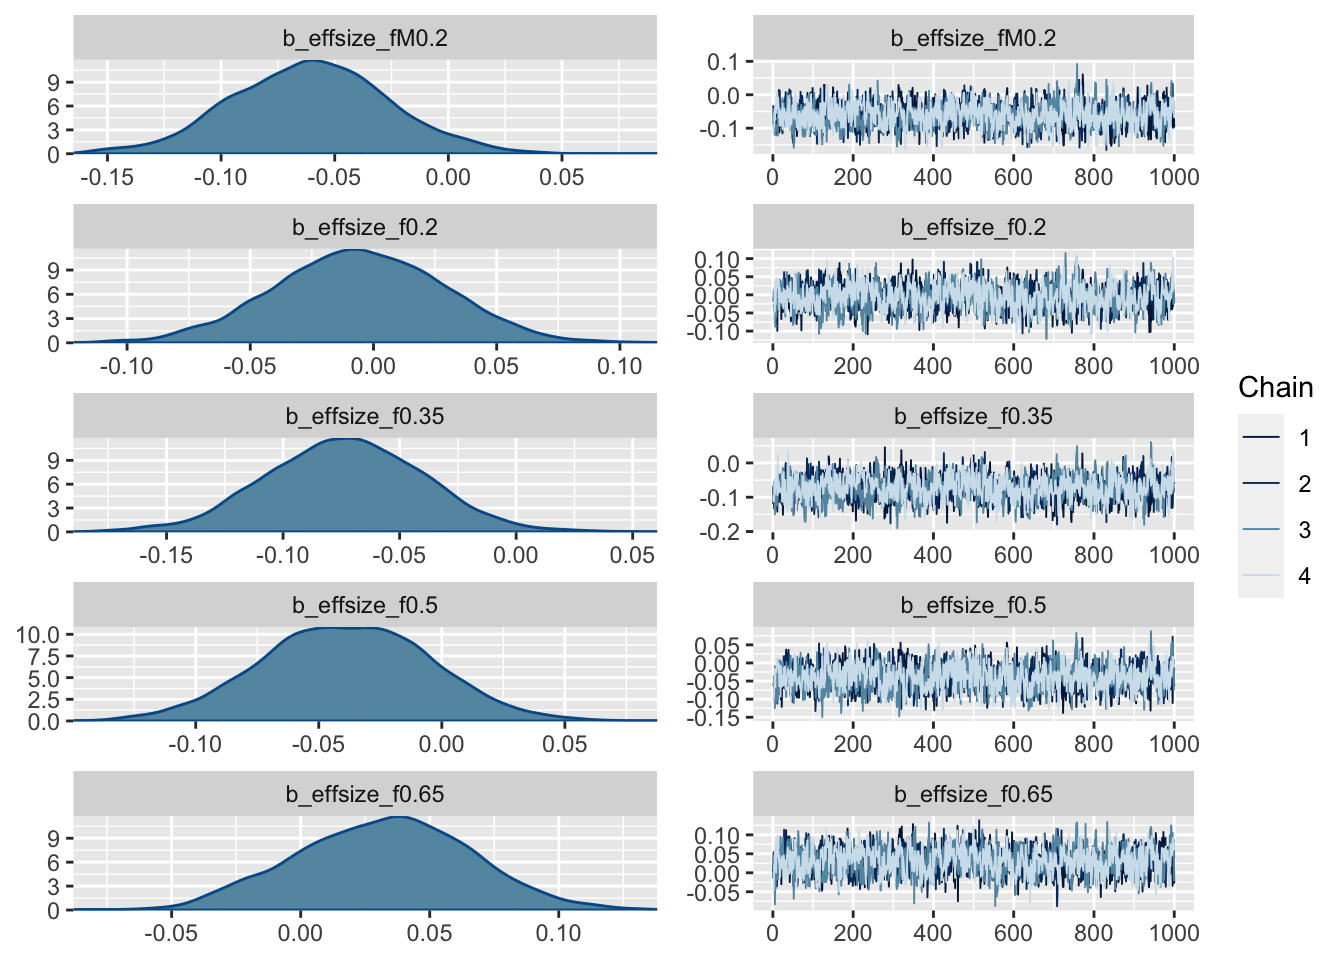 b_effsize_fM0.2
9
6
3
0
-0.15 -0.10 -0.05 0.00 0.05
b_effsize_fM0.2
0.1
0.0
-0.1
0 200 400 600 800 1000
b_effsize_f0.2
9
6
3
0
-0.10 -0.05 0.00 0.05 0.10
b_effsize_f0.2
0.10
0.05
0.00
-0.05
-0.10
0 200 400 600 800 1000
b_effsize_f0.35
9
6
3
0
-0.15 -0.10 -0.05 0.00 0.05
b_effsize_f0.35
0.0
-0.1
-0.2
0 200 400 600 800 1000
b_effsize_f0.5
10.0
7.5
5.0
2.5
0.0
-0.10 -0.05 0.00 0.05
b_effsize_f0.5
0.05
0.00
-0.05
-0.10
-0.15
0 200 400 600 800 1000
b_effsize_f0.65
9
6
3
0
-0.05 0.00 0.05 0.10
b_effsize_f0.65
0.10
0.05
0.00
-0.05
0 200 400 600 800 1000
Chain
1
2
3
4